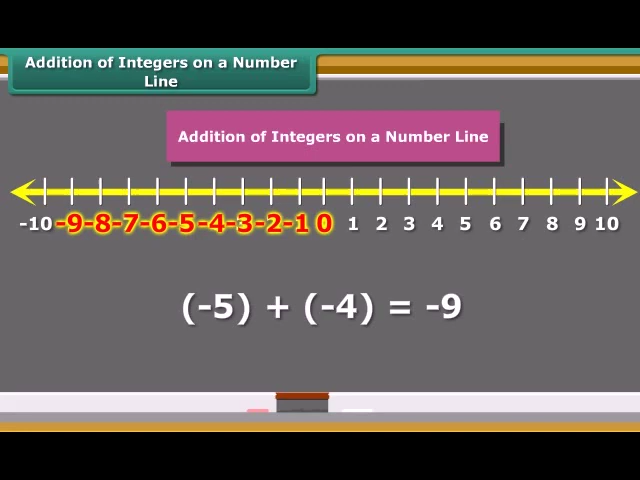 Addition of Integers on a Number
Line
Addition of Integers on a Number Line
-10 -9 -8 -7 -6 -5 -4 -3 -2 -1 0 1 2 3 4 5 6 7 8 9 10
(-5) + (-4) = -9